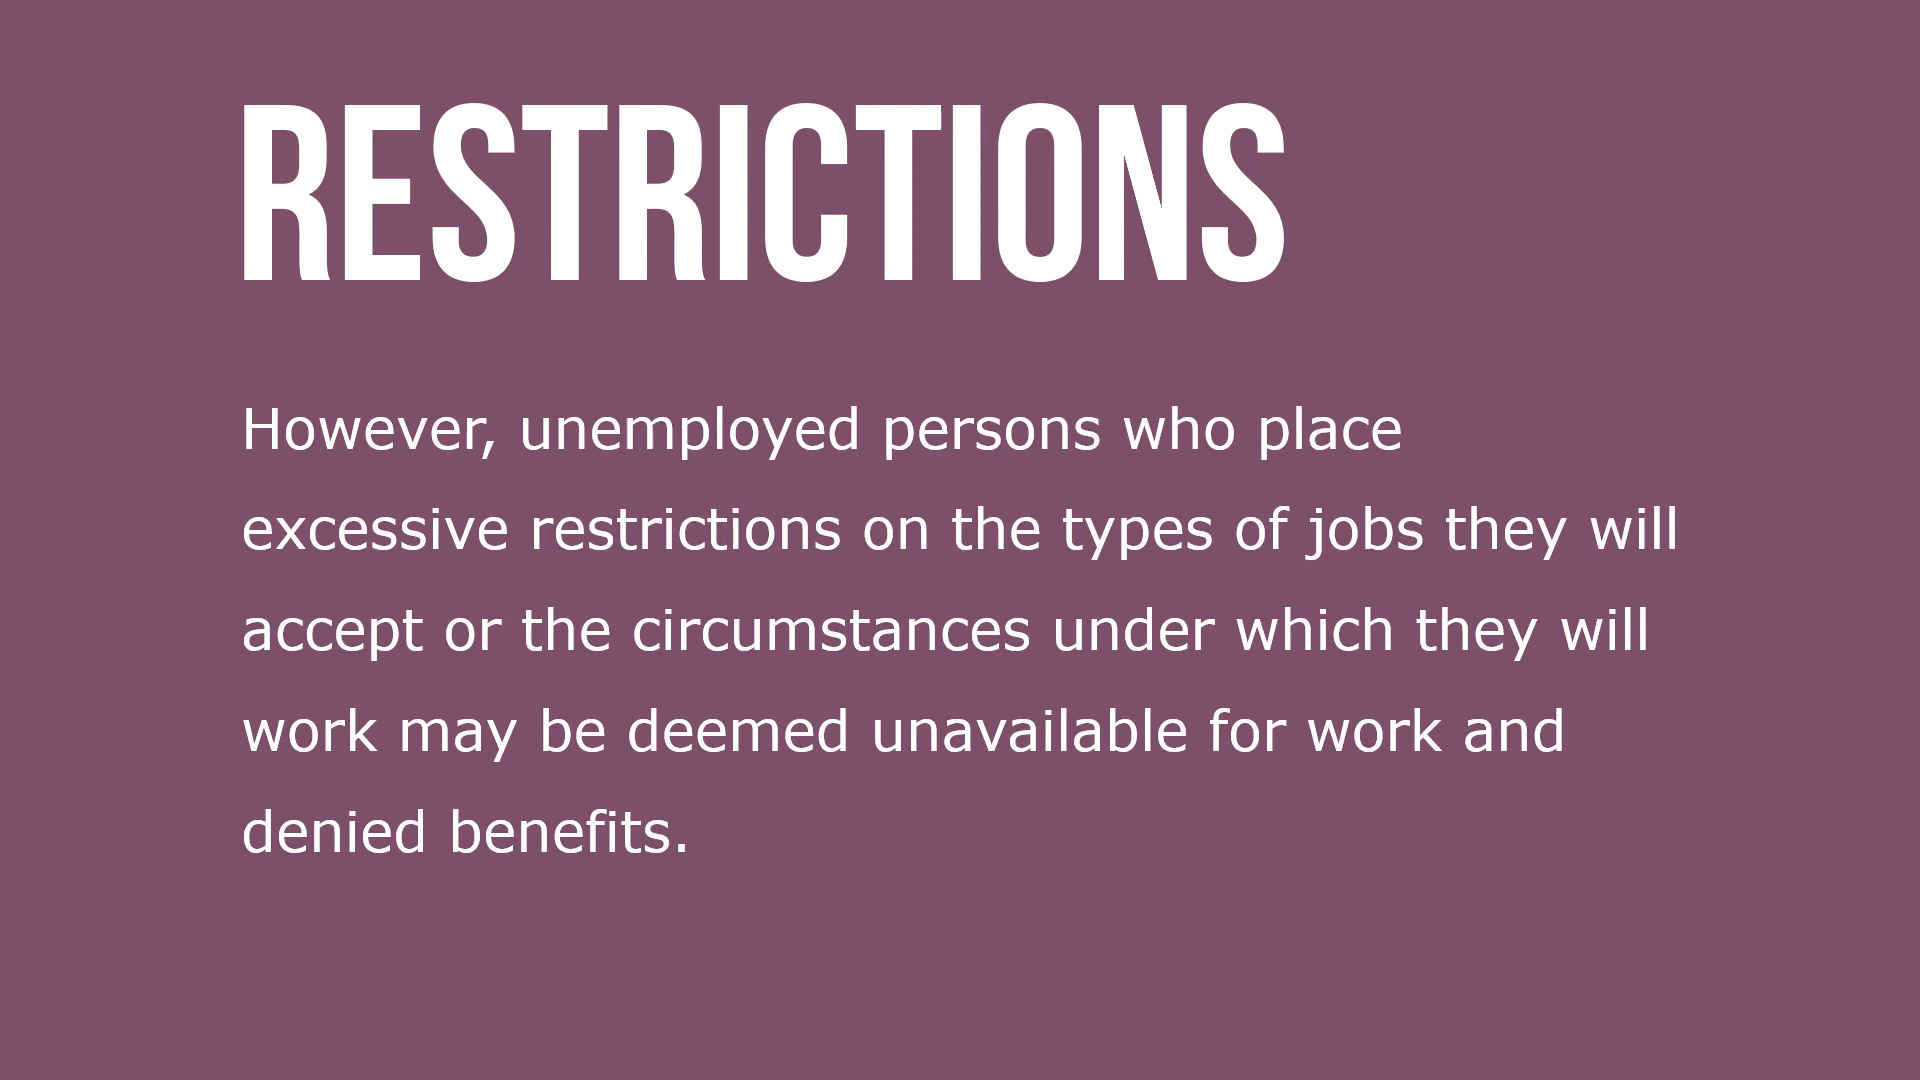 RESTRICTIONS
However, unemployed persons who place
excessive restrictions on the types of jobs they will
accept or the circumstances under which they will
work may be deemed unavailable for work and
denied benefits.